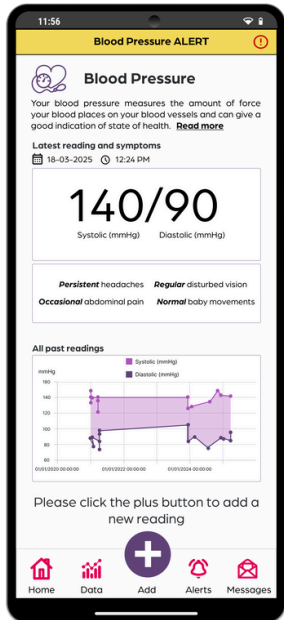 11:56
Blood Pressure ALERT
Blood Pressure
Your blood pressure measures the amount of force
your blood places on your blood vessels and can give a
good indication of state of health. Read more
Latest reading and symptoms
18-03-2025 12:24 PM
140/90
Systolic (mmHg) Diastolic (mmHg)
Persistent headaches Regular disturbed vision
Occasional abdominal pain Normal baby movements
All past readings
Systolic (mmHg)
Diastolic (mmHg)
mmHg
160
140
120
100
80
60
01/01/2020 00:00:00 01/01/2022 00:00:00 01/01/2024 00:00:00
Please click the plus button to add a
new reading
Home Data Add Alerts Messages